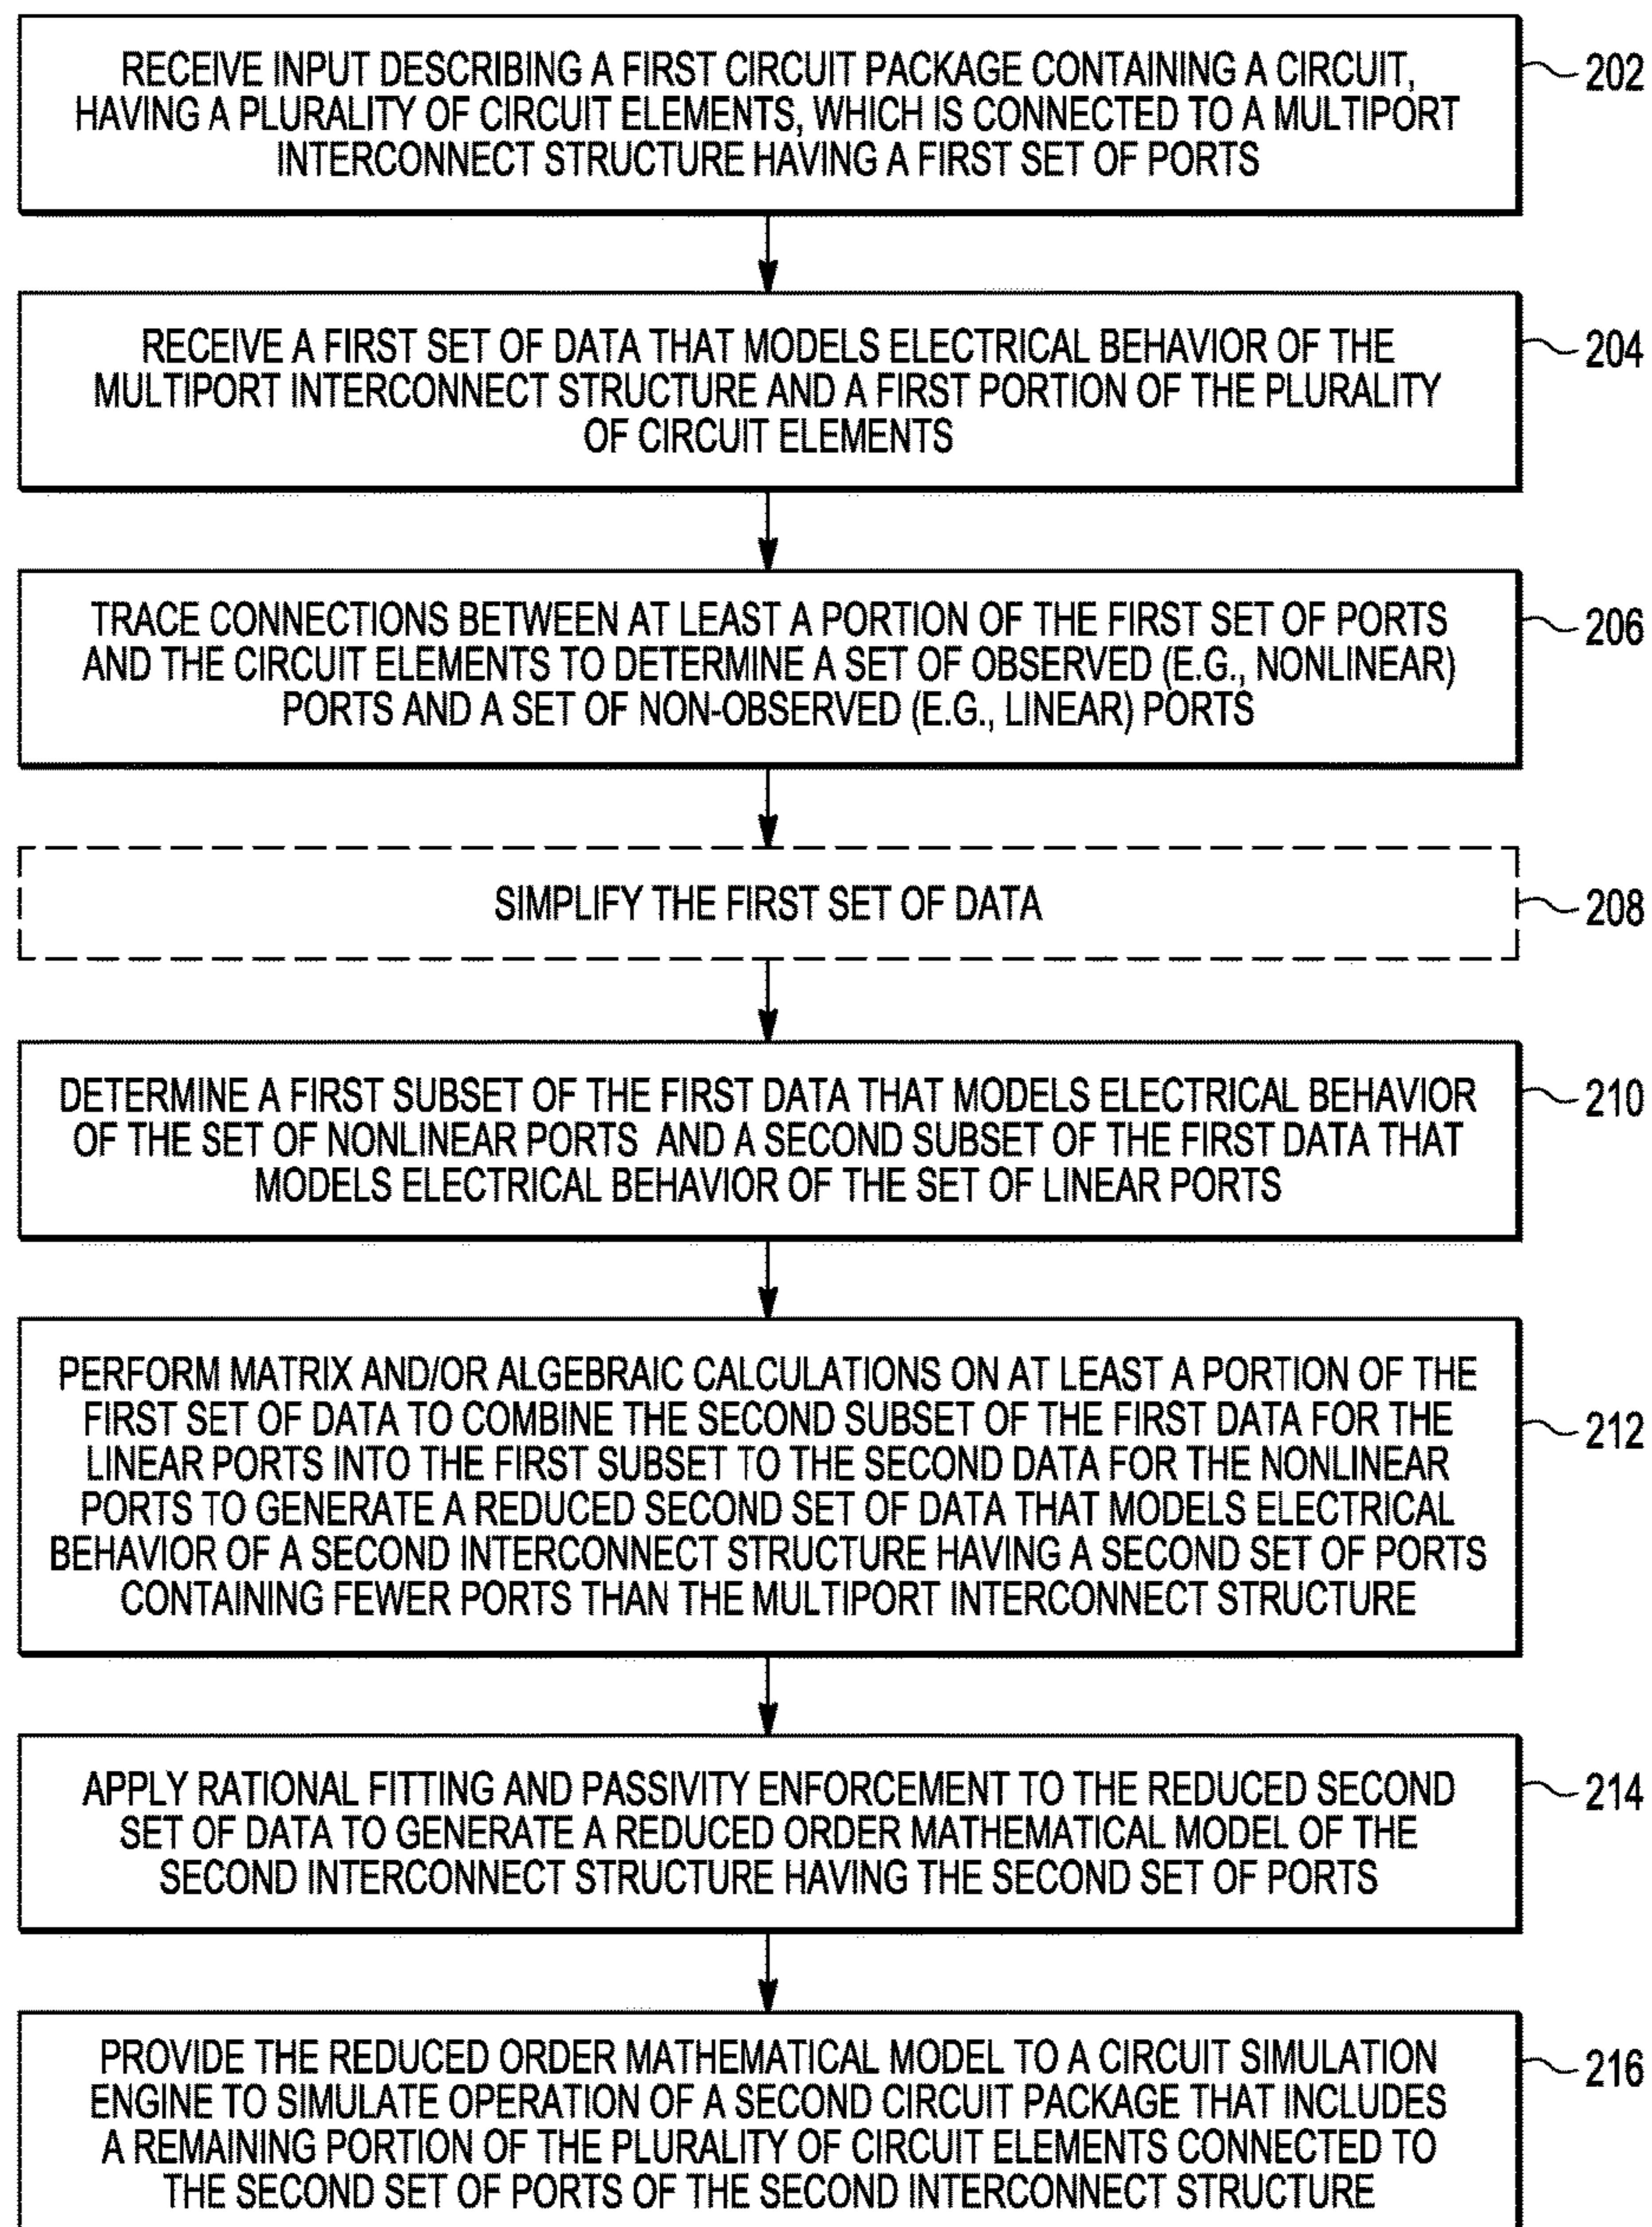 RECEIVE INPUT DESCRIBING A FIRST CIRCUIT PACKAGE CONTAINING A CIRCUIT,
HAVING A PLURALITY OF CIRCUIT ELEMENTS, WHICH IS CONNECTED TO A MULTIPORT
INTERCONNECT STRUCTURE HAVING A FIRST SET OF PORTS
202
RECEIVE A FIRST SET OF DATA THAT MODELS ELECTRICAL BEHAVIOR OF THE
MULTIPORT INTERCONNECT STRUCTURE AND A FIRST PORTION OF THE PLURALITY
OF CIRCUIT ELEMENTS
204
TRACE CONNECTIONS BETWEEN AT LEAST A PORTION OF THE FIRST SET OF PORTS
AND THE CIRCUIT ELEMENTS TO DETERMINE A SET OF OBSERVED (E.G., NONLINEAR)
PORTS AND A SET OF NON-OBSERVED (E.G., LINEAR) PORTS
206
SIMPLIFY THE FIRST SET OF DATA
208
DETERMINE A FIRST SUBSET OF THE FIRST DATA THAT MODELS ELECTRICAL BEHAVIOR
OF THE SET OF NONLINEAR PORTS AND A SECOND SUBSET OF THE FIRST DATA THAT
MODELS ELECTRICAL BEHAVIOR OF THE SET OF LINEAR PORTS
210
PERFORM MATRIX AND/OR ALGEBRAIC CALCULATIONS ON AT LEAST A PORTION OF THE
FIRST SET OF DATA TO COMBINE THE SECOND SUBSET OF THE FIRST DATA FOR THE
LINEAR PORTS INTO THE FIRST SUBSET TO THE SECOND DATA FOR THE NONLINEAR
PORTS TO GENERATE A REDUCED SECOND SET OF DATA THAT MODELS ELECTRICAL
BEHAVIOR OF A SECOND INTERCONNECT STRUCTURE HAVING A SECOND SET OF PORTS
CONTAINING FEWER PORTS THAN THE MULTIPORT INTERCONNECT STRUCTURE
212
APPLY RATIONAL FITTING AND PASSIVITY ENFORCEMENT TO THE REDUCED SECOND
SET OF DATA TO GENERATE A REDUCED ORDER MATHEMATICAL MODEL OF THE
SECOND INTERCONNECT STRUCTURE HAVING THE SECOND SET OF PORTS
214
PROVIDE THE REDUCED ORDER MATHEMATICAL MODEL TO A CIRCUIT SIMULATION
ENGINE TO SIMULATE OPERATION OF A SECOND CIRCUIT PACKAGE THAT INCLUDES
A REMAINING PORTION OF THE PLURALITY OF CIRCUIT ELEMENTS CONNECTED TO
THE SECOND SET OF PORTS OF THE SECOND INTERCONNECT STRUCTURE
216